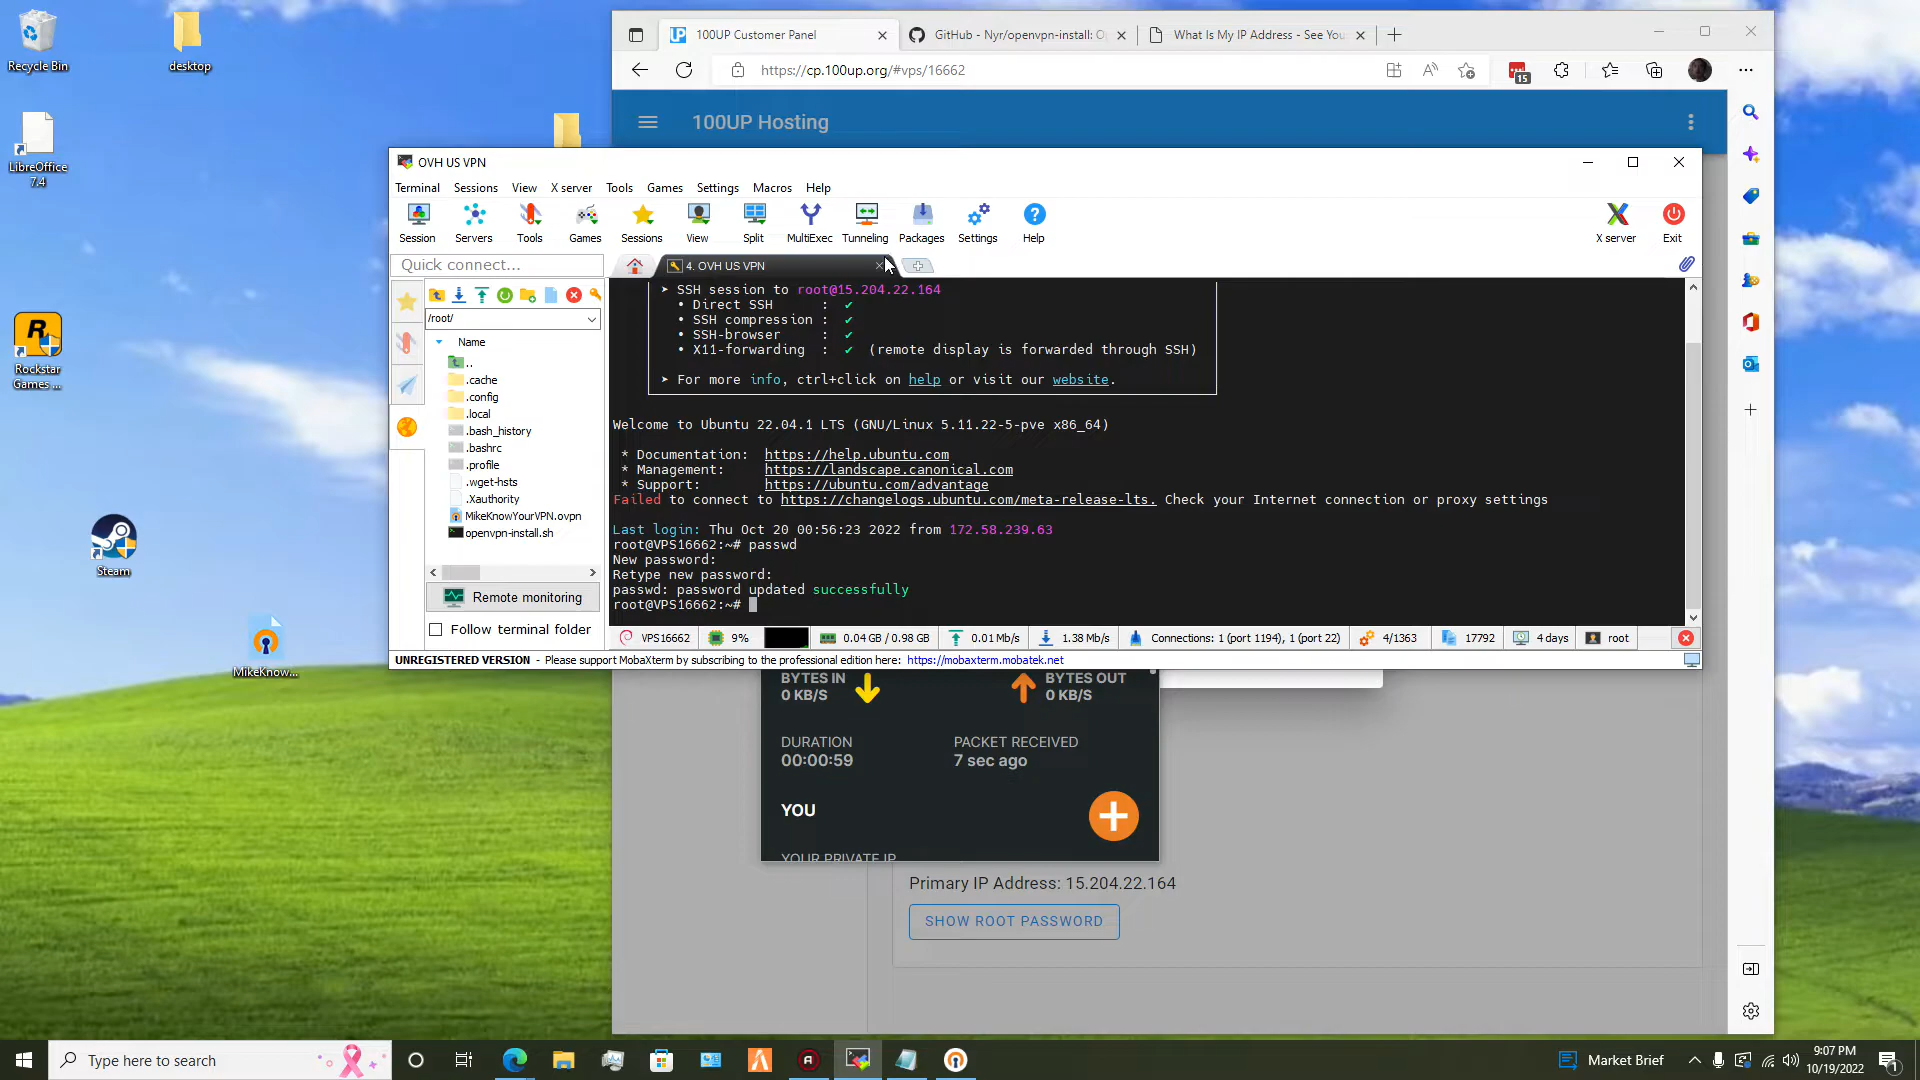 Recycle Bin
desktop
LibreOffice
7.4
Rockstar
Games ...
Steam
MikeKnow...
100UP Customer Panel
GitHub - Nyr/openvpn-install: O
What Is My IP Address - See You
https://cp.100up.org/#vps/16662
15
100UP Hosting
OVH US VPN
Terminal Sessions View X server Tools Games Settings Macros Help
Session Servers Tools Games Sessions View Split MultiExec Tunneling Packages Settings Help X server Exit
Quick connect...
4. OVH US VPN
/root/
Name
..
.cache
.config
.local
.bash_history
.bashrc
.profile
.wget-hsts
.Xauthority
MikeKnowYourVPN.ovpn
openvpn-install.sh
Remote monitoring
Follow terminal folder
➤ SSH session to root@15.204.22.164
• Direct SSH : ✔
• SSH compression : ✔
• SSH-browser : ✔
• X11-forwarding : ✔ (remote display is forwarded through SSH)
➤ For more info, ctrl+click on help or visit our website.
Welcome to Ubuntu 22.04.1 LTS (GNU/Linux 5.11.22-5-pve x86_64)
* Documentation: https://help.ubuntu.com
* Management: https://landscape.canonical.com
* Support: https://ubuntu.com/advantage
Failed to connect to https://changelogs.ubuntu.com/meta-release-lts. Check your Internet connection or proxy settings
Last login: Thu Oct 20 00:56:23 2022 from 172.58.239.63
root@VPS16662:~# passwd
New password:
Retype new password:
passwd: password updated successfully
root@VPS16662:~#
VPS16662 9% 0.04 GB / 0.98 GB 0.01 Mb/s 1.38 Mb/s Connections: 1 (port 1194), 1 (port 22) 4/1363 17792 4 days root
UNREGISTERED VERSION - Please support MobaXterm by subscribing to the professional edition here: https://mobaxterm.mobatek.net
BYTES IN
0 KB/S
BYTES OUT
0 KB/S
DURATION
00:00:59
PACKET RECEIVED
7 sec ago
YOU
YOUR PRIVATE IP
Primary IP Address: 15.204.22.164
SHOW ROOT PASSWORD
Type here to search
Market Brief
9:07 PM
10/19/2022
1